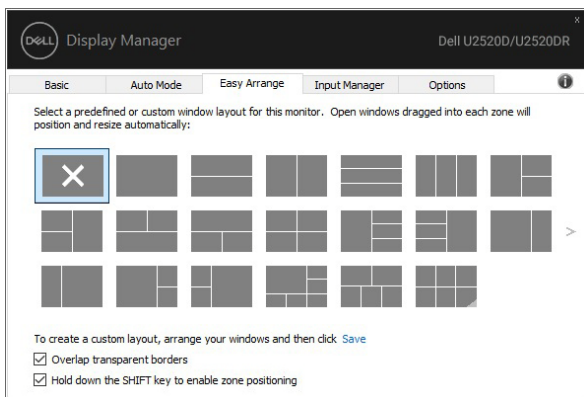 x
DELL Display Manager Dell U2520D/U2520DR
Basic Auto Mode Easy Arrange Input Manager Options
Select a predefined or custom window layout for this monitor. Open windows dragged into each zone will
position and resize automatically:
To create a custom layout, arrange your windows and then click Save
Overlap transparent borders
Hold down the SHIFT key to enable zone positioning